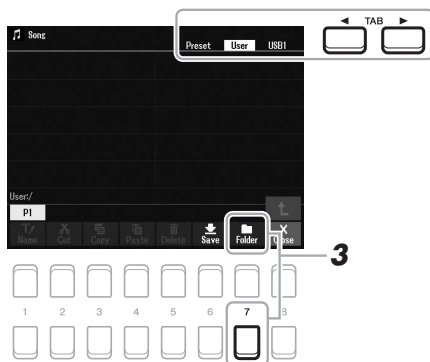 ◀ TAB ▶
Song
Preset User USB1
User:/
P1
Name Cut Copy Paste Delete Save Folder Close
3
1 2 3 4 5 6 7 8